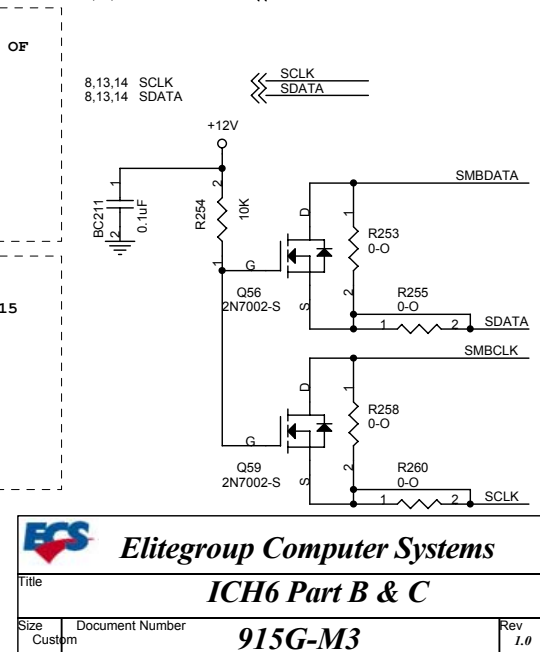 OF
8,13,14 SCLK
8,13,14 SDATA
SCLK
SDATA
+12V
SMBDATA
1
2
BC211
0.1uF
2
1
R254
10K
D
G
S
Q56
2N7002-S
1
2
R253
0-O
R255
0-O
1
2
SDATA
15
SMBCLK
D
G
S
Q59
2N7002-S
1
2
R258
0-O
R260
0-O
1
2
SCLK
ECS
Elitegroup Computer Systems
Title
ICH6 Part B & C
Size
Custom
Document Number
915G-M3
Rev
1.0